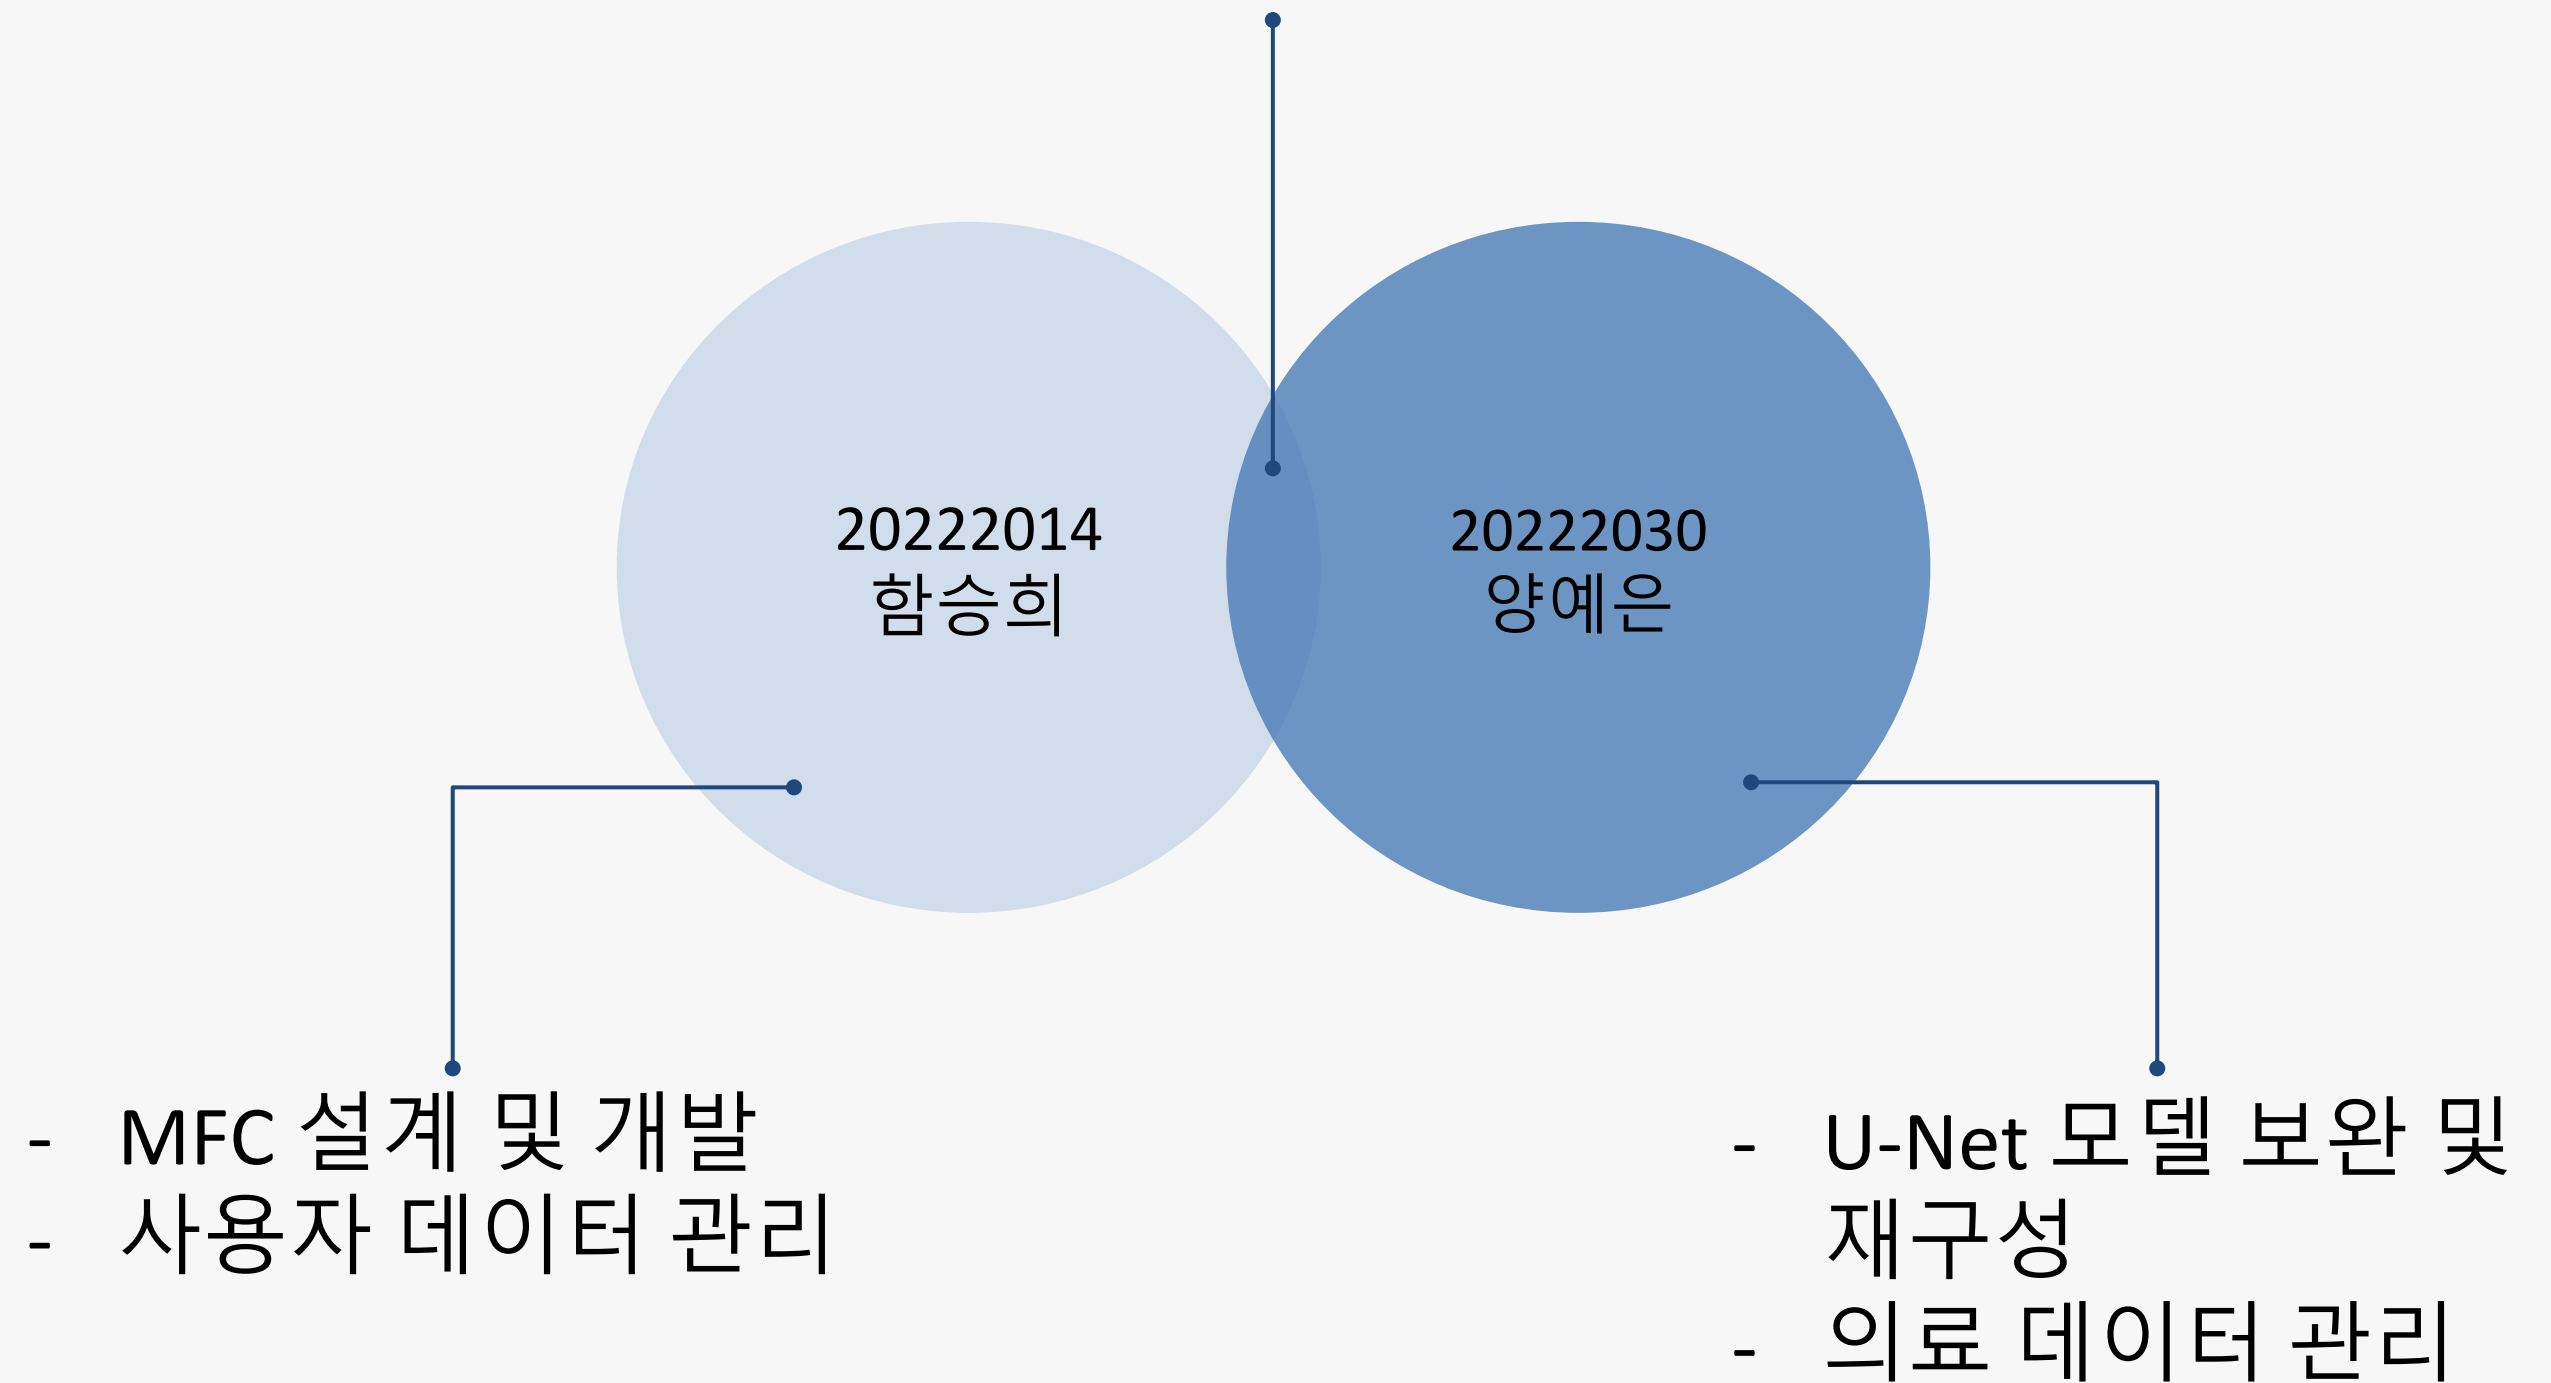 20222014
함승희
20222030
양예은
- MFC 설계 및 개발
- 사용자 데이터 관리
- U-Net 모델 보완 및
재구성
- 의료 데이터 관리